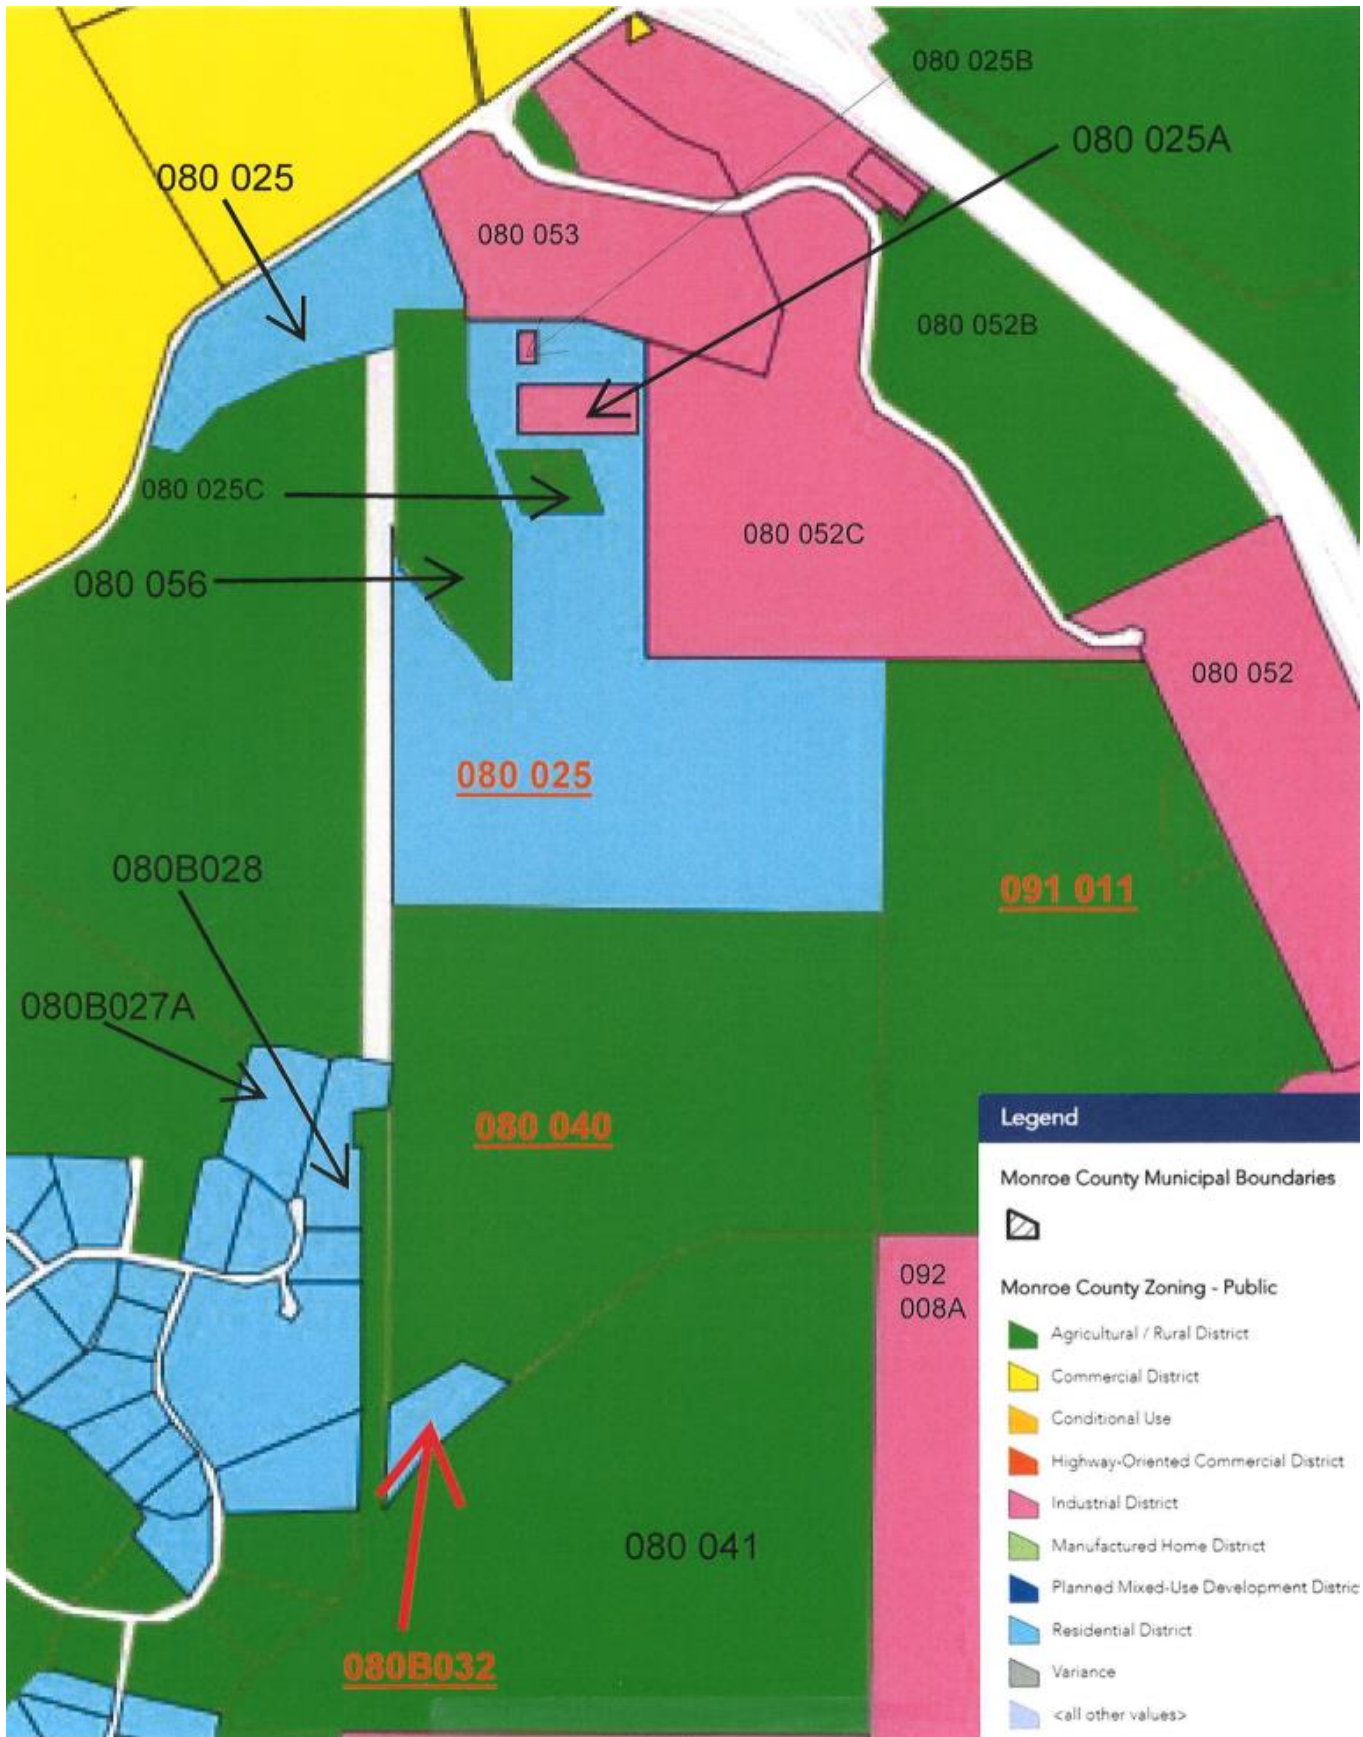 080 025B
080 025A
080 025
080 053
080 052B
080 025C
080 052C
080 056
080 052
080 025
080B028
091 011
080B027A
080 040
Legend
Monroe County Municipal Boundaries
092
008A
Monroe County Zoning - Public
Agricultural / Rural District
Commercial District
Conditional Use
Highway-Oriented Commercial District
Industrial District
080 041
Manufactured Home District
Planned Mixed-Use Development Distric
Residential District
080B032
Variance
<all other values>